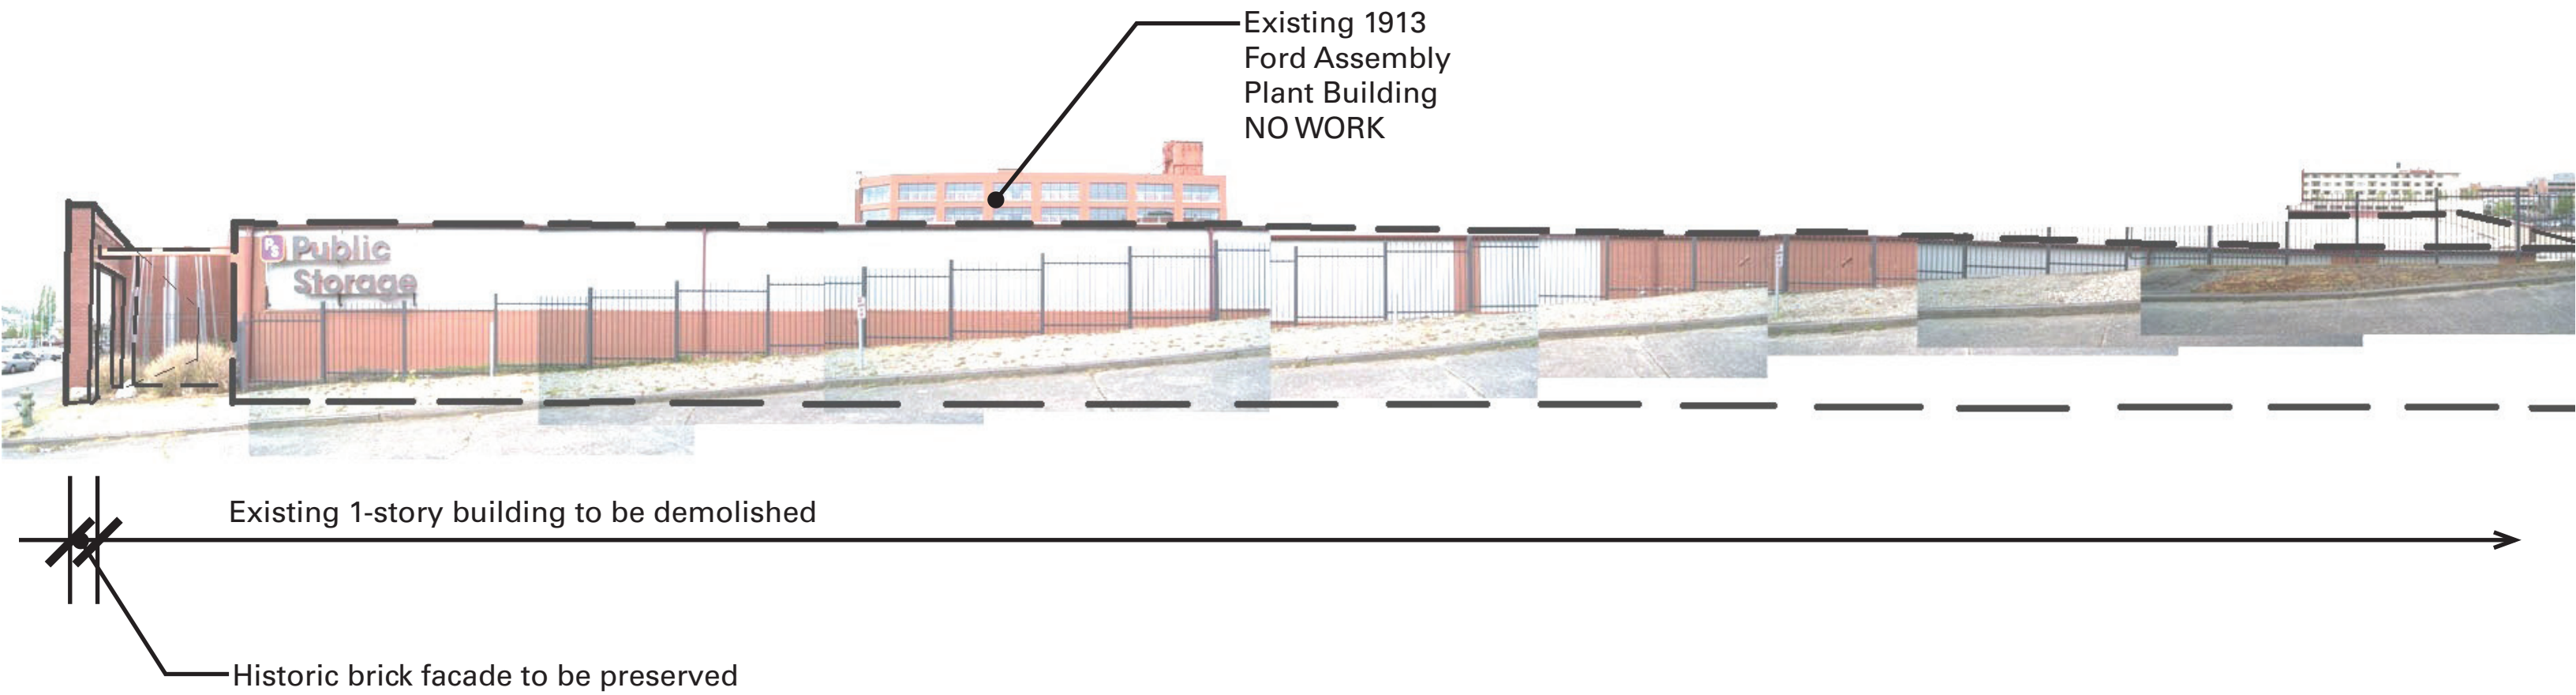 Existing 1913
Ford Assembly
Plant Building
NO WORK
PS Public
Storage
Existing 1-story building to be demolished
Historic brick facade to be preserved